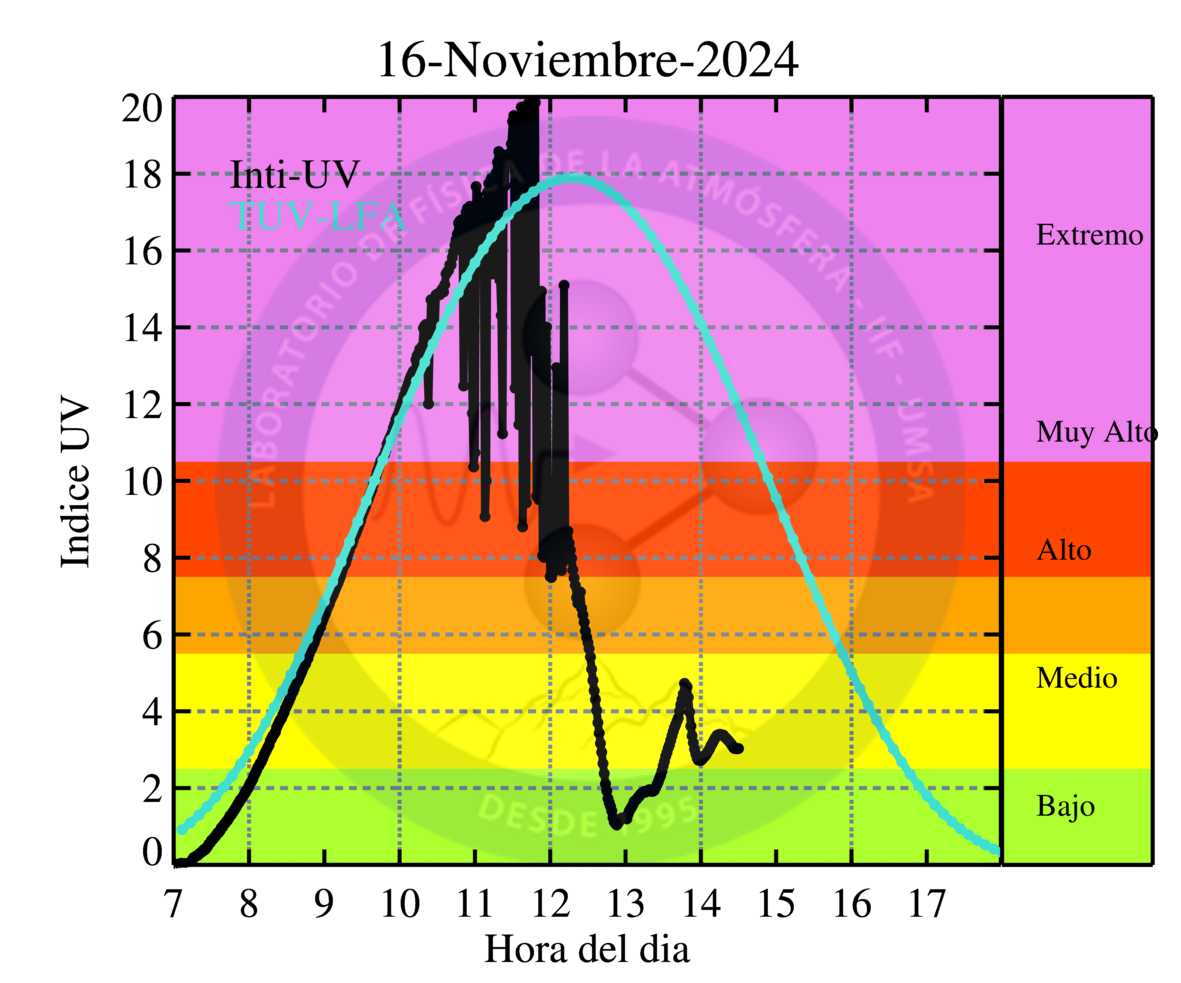 16-Noviembre-2024
20
18
16
14
12
10
8
6
4
2
0
Indice UV
Inti-UV
TUV-LFA
LABORATORIO DE FÍSICA DE LA ATMÓSFERA - IIF - UMSA
DESDE 1995
Extremo
Muy Alto
Alto
Medio
Bajo
7 8 9 10 11 12 13 14 15 16 17
Hora del dia